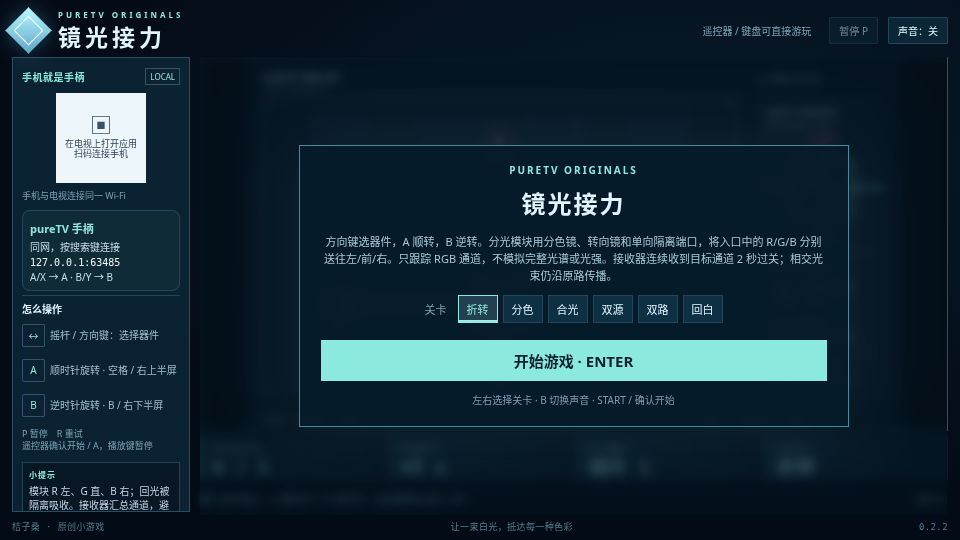 PURETV ORIGINALS
镜光接力
遥控器 / 键盘可直接游玩
暂停 P
声音：关
手机就是手柄
LOCAL
在电视上打开应用
扫码连接手机
手机与电视连接同一 Wi-Fi
pureTV 手柄
同网，按搜索键连接
127.0.0.1:63485
A/X → A · B/Y → B
怎么操作
↔ 摇杆 / 方向键：选择器件
A 顺时针旋转 · 空格 / 右上半屏
B 逆时针旋转 · B / 右下半屏
P 暂停 R 重试
遥控器确认开始 / A，播放键暂停
小提示
模块 R 左、G 直、B 右；回光被
隔离吸收。接收器汇总通道，避
PURETV ORIGINALS
镜光接力
方向键选器件，A 顺转，B 逆转。分光模块用分色镜、转向镜和单向隔离端口，将入口中的 R/G/B 分别
送往左/前/右。只跟踪 RGB 通道，不模拟完整光谱或光强。接收器连续收到目标通道 2 秒过关；相交光
束仍沿原路传播。
关卡 折转 分色 合光 双源 双路 回白
开始游戏 · ENTER
左右选择关卡 · B 切换声音 · START / 确认开始
桔子桑 · 原创小游戏
让一束白光，抵达每一种色彩
0.2.2